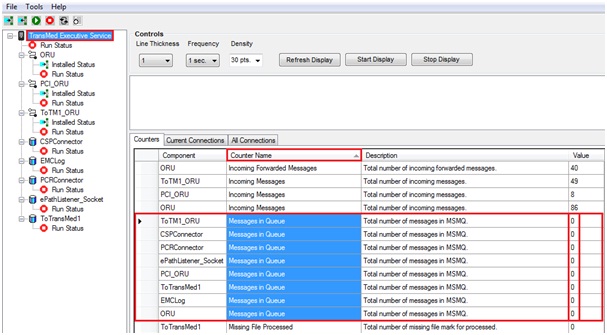 File Tools Help
TransMed Executive Service
Run Status
ORU
Installed Status
Run Status
PCI_ORU
Installed Status
Run Status
ToTM1_ORU
Installed Status
Run Status
CSPConnector
Run Status
EMCLog
Run Status
PCRConnector
Run Status
ePathListener_Socket
Run Status
ToTransMed1
Run Status
Controls
Line Thickness Frequency Density
1 1 sec. 30 pts. Refresh Display Start Display Stop Display
Counters Current Connections All Connections
Component Counter Name Description Value
ORU Incoming Forwarded Messages Total number of incoming forwarded messages. 40
ToTM1_ORU Incoming Messages Total number of incoming messages. 49
PCI_ORU Incoming Messages Total number of incoming messages. 8
ORU Incoming Messages Total number of incoming messages. 86
ToTM1_ORU Messages in Queue Total number of messages in MSMQ. 0
CSPConnector Messages in Queue Total number of messages in MSMQ. 0
PCRConnector Messages in Queue Total number of messages in MSMQ. 0
ePathListener_Socket Messages in Queue Total number of messages in MSMQ. 0
PCI_ORU Messages in Queue Total number of messages in MSMQ. 0
ToTransMed1 Messages in Queue Total number of messages in MSMQ. 0
EMCLog Messages in Queue Total number of messages in MSMQ. 0
ORU Messages in Queue Total number of messages in MSMQ. 0
ToTransMed1 Missing File Processed Total number of missing file mark for processed. 0